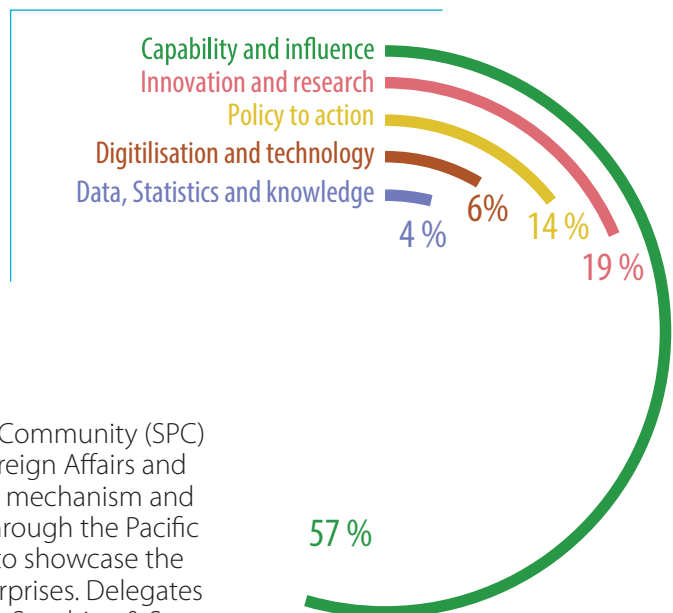 Capability and influence
Innovation and research
Policy to action
Digitilisation and technology
Data, Statistics and knowledge
4 %
6%
14 %
19 %
57 %
Community (SPC)
reign Affairs and
mechanism and
hrough the Pacific
to showcase the
rprises. Delegates